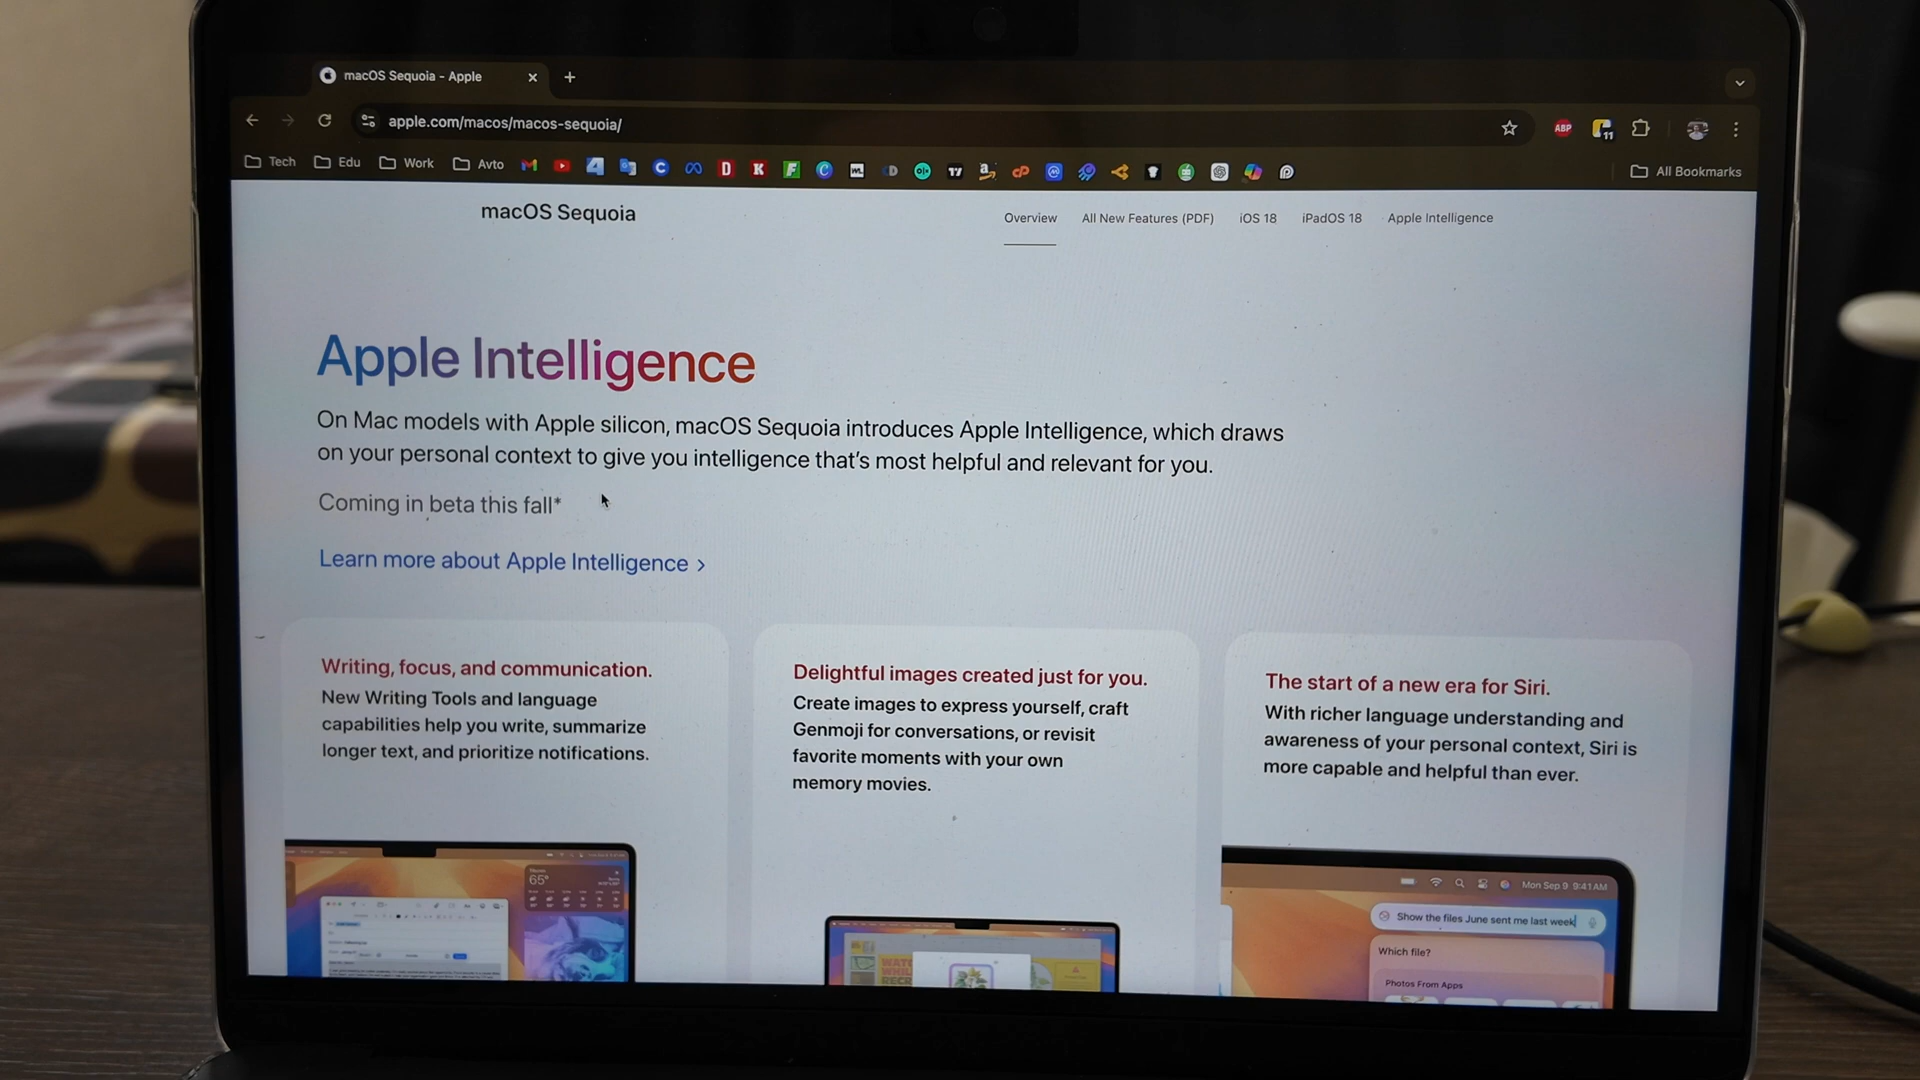 macOS Sequoia - Apple
apple.com/macos/macos-sequoia/
ABP
11
Tech
Edu
Work
Avto
All Bookmarks
macOS Sequoia
Overview
All New Features (PDF)
iOS 18
iPadOS 18
Apple Intelligence
Apple Intelligence
On Mac models with Apple silicon, macOS Sequoia introduces Apple Intelligence, which draws
on your personal context to give you intelligence that's most helpful and relevant for you.
Coming in beta this fall*
Learn more about Apple Intelligence >
Writing, focus, and communication.
New Writing Tools and language
capabilities help you write, summarize
longer text, and prioritize notifications.
Delightful images created just for you.
Create images to express yourself, craft
Genmoji for conversations, or revisit
favorite moments with your own
memory movies.
The start of a new era for Siri.
With richer language understanding and
awareness of your personal context, Siri is
more capable and helpful than ever.
65°
Mon Sep 9 9:41AM
Show the files June sent me last week
Which file?
Photos From Apps